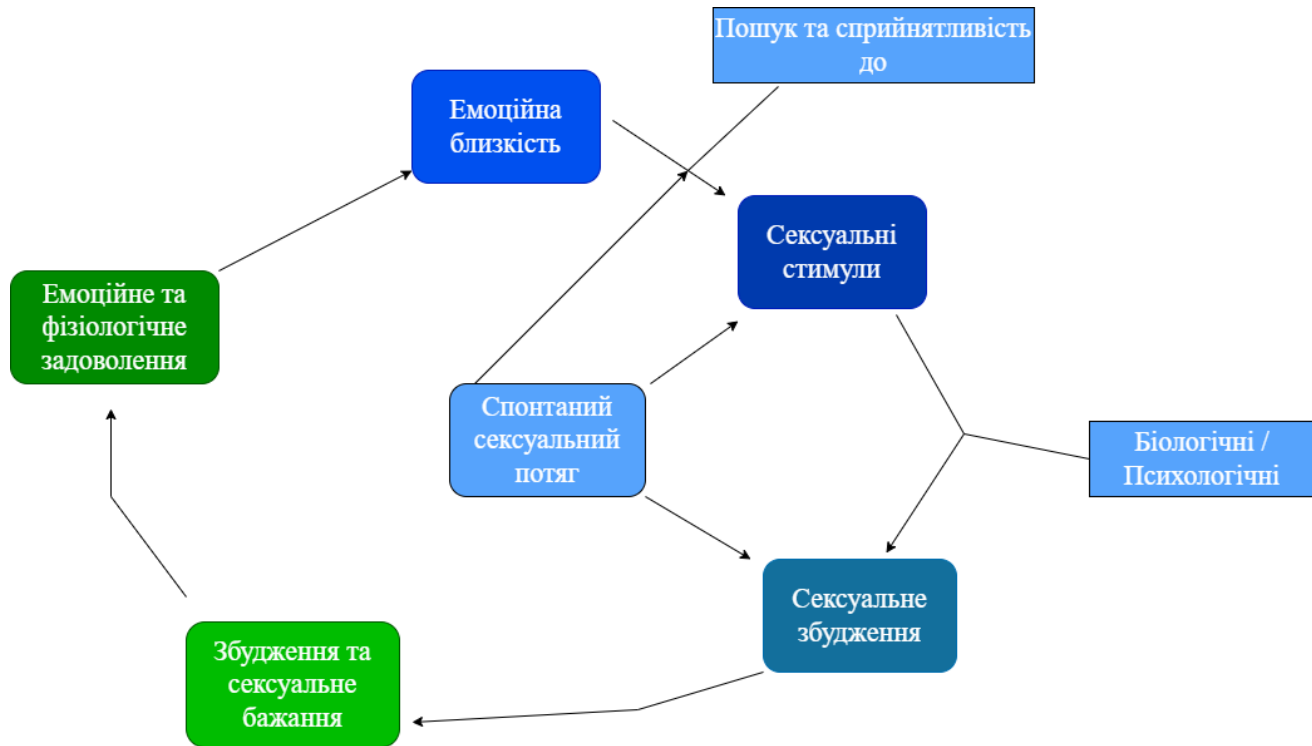 Пошук та сприйнятливість
до
Емоційна
близкість
Сексуальні
стимули
Емоційне та
фізіологічне
задоволення
Спонтаний
сексуальний
потяг
Біологічні /
Психологічні
Сексуальне
збудження
Збудження та
сексуальне
бажання